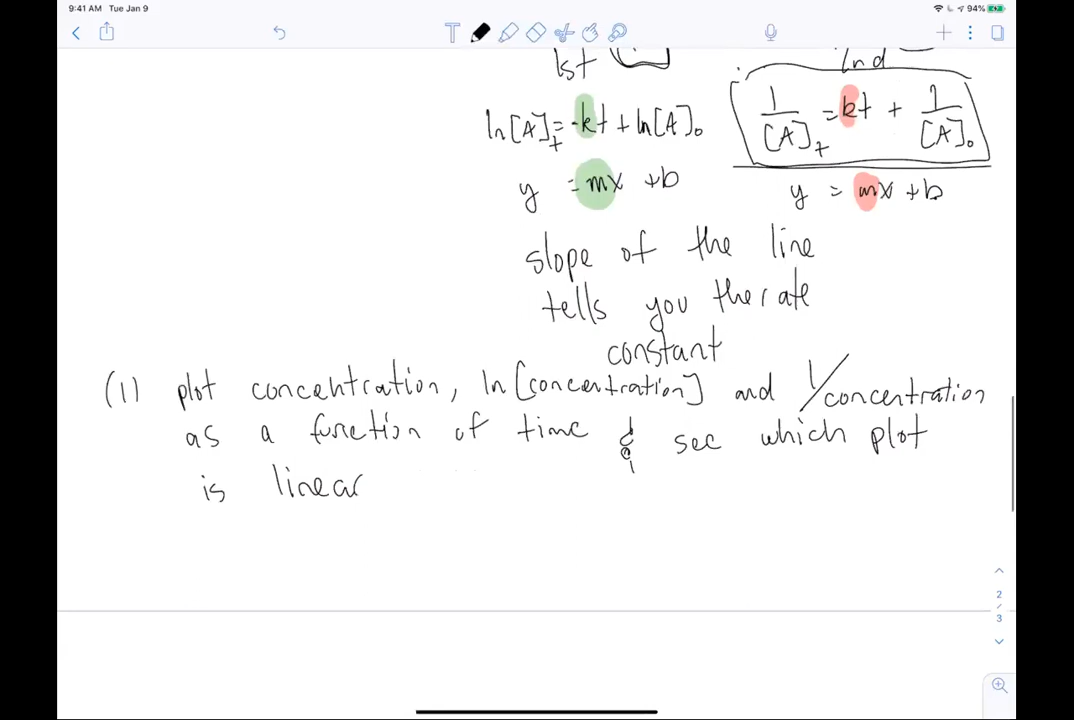 9:41 AM Tue Jan 9
94%
1st
2nd
ln[A]t = -kt + ln[A]0
1/[A]t = kt + 1/[A]0
y = mx + b
y = mx + b
slope of the line
tells you the rate
constant
(1) plot concentration, ln[concentration] and 1/concentration
as a function of time & see which plot
is linear
2
/
3